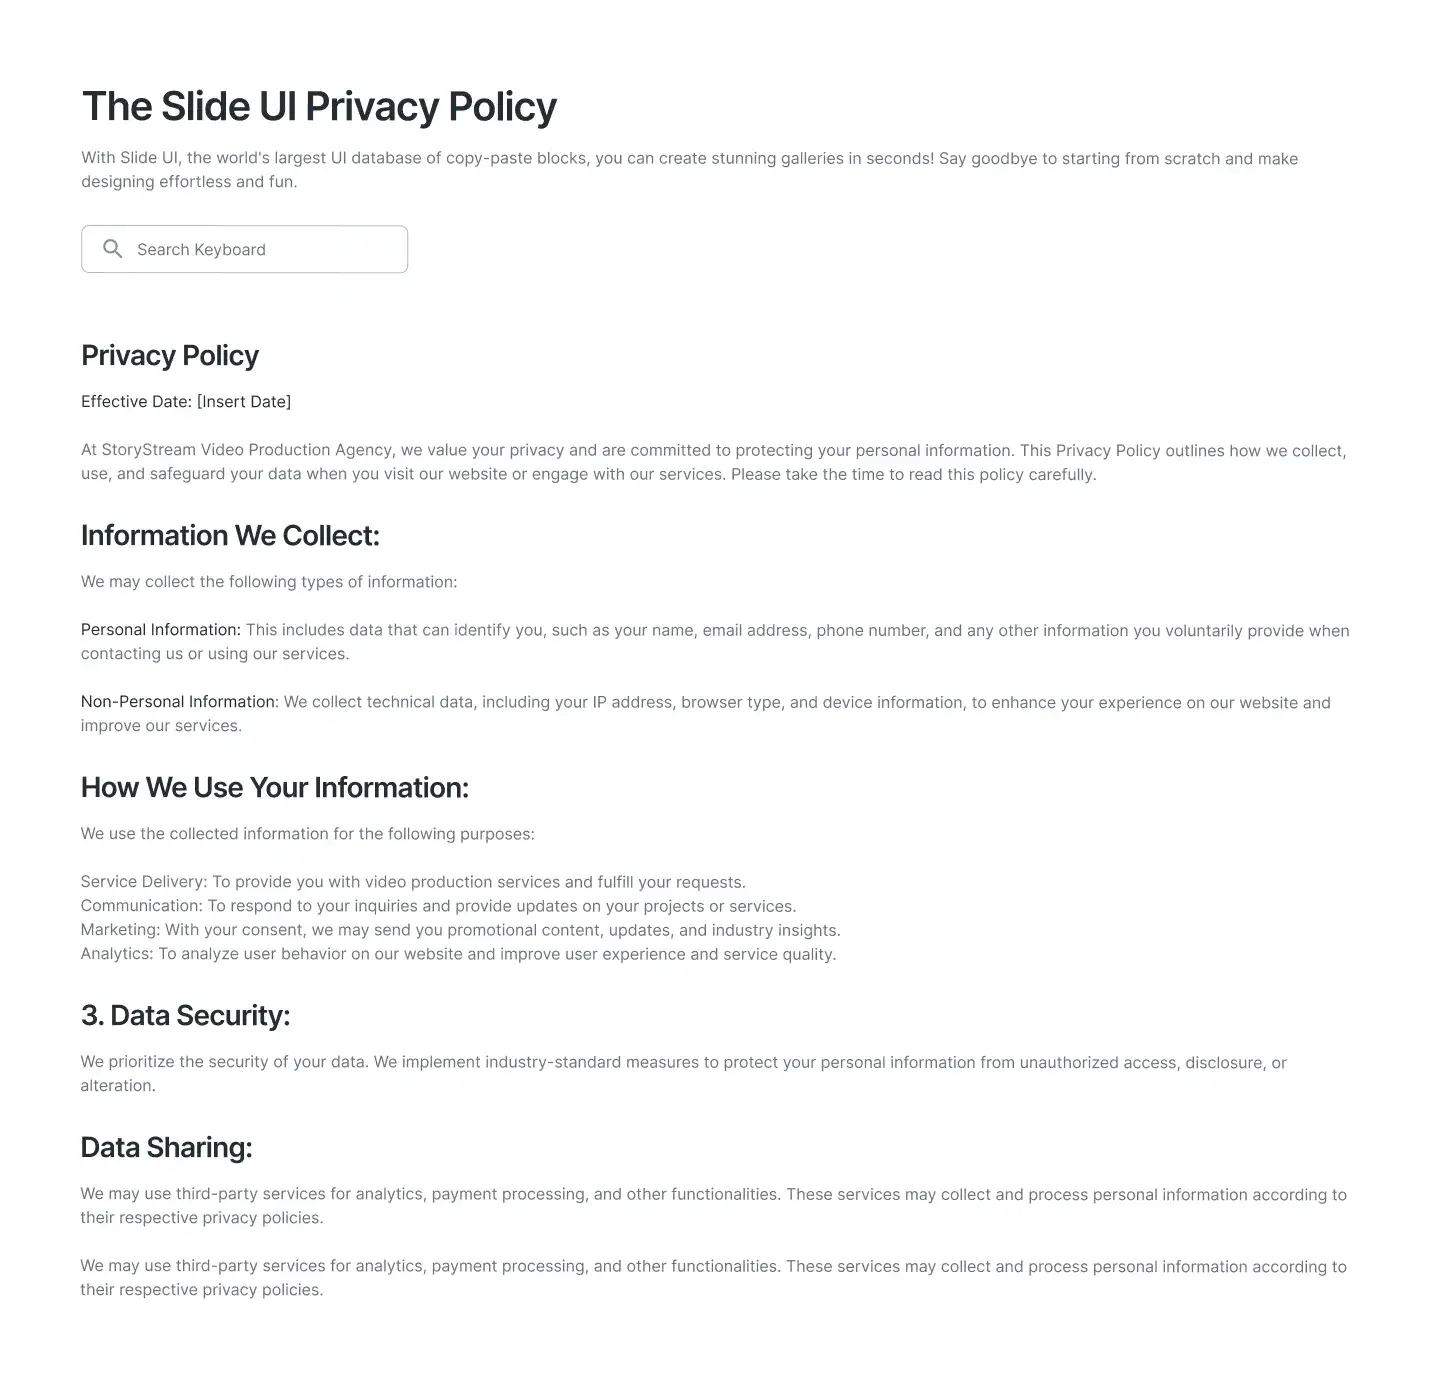 The Slide UI Privacy Policy
With Slide UI, the world's largest UI database of copy-paste blocks, you can create stunning galleries in seconds! Say goodbye to starting from scratch and make
designing effortless and fun.
Search Keyboard
Privacy Policy
Effective Date: [Insert Date]
At StoryStream Video Production Agency, we value your privacy and are committed to protecting your personal information. This Privacy Policy outlines how we collect,
use, and safeguard your data when you visit our website or engage with our services. Please take the time to read this policy carefully.
Information We Collect:
We may collect the following types of information:
Personal Information: This includes data that can identify you, such as your name, email address, phone number, and any other information you voluntarily provide when
contacting us or using our services.
Non-Personal Information: We collect technical data, including your IP address, browser type, and device information, to enhance your experience on our website and
improve our services.
How We Use Your Information:
We use the collected information for the following purposes:
Service Delivery: To provide you with video production services and fulfill your requests.
Communication: To respond to your inquiries and provide updates on your projects or services.
Marketing: With your consent, we may send you promotional content, updates, and industry insights.
Analytics: To analyze user behavior on our website and improve user experience and service quality.
3. Data Security:
We prioritize the security of your data. We implement industry-standard measures to protect your personal information from unauthorized access, disclosure, or
alteration.
Data Sharing:
We may use third-party services for analytics, payment processing, and other functionalities. These services may collect and process personal information according to
their respective privacy policies.
We may use third-party services for analytics, payment processing, and other functionalities. These services may collect and process personal information according to
their respective privacy policies.